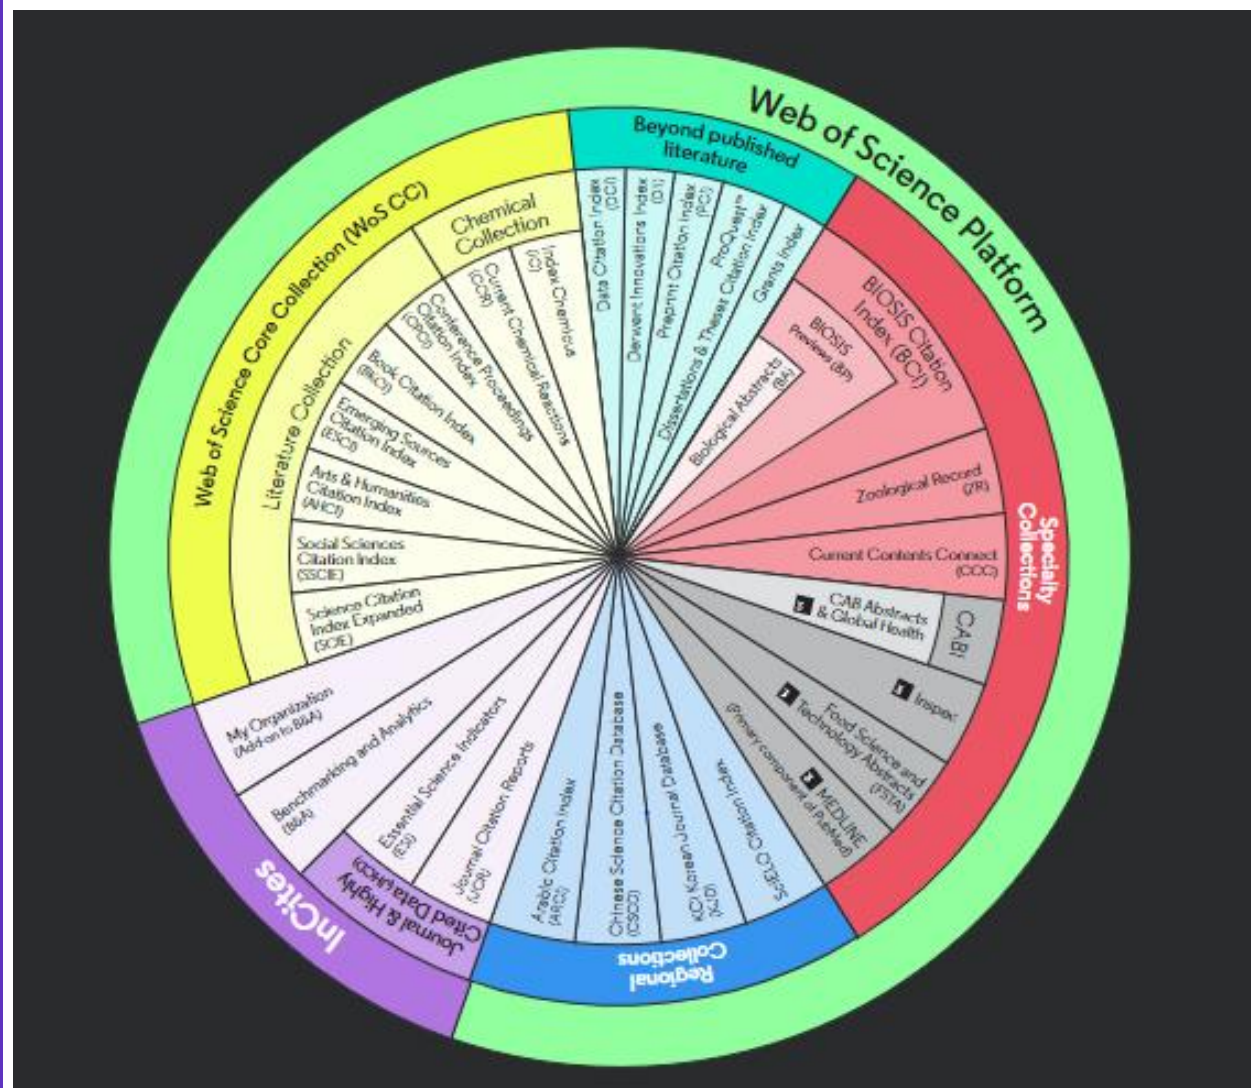 Web of Science Platform
Web of Science Core Collection (WoS CC)
Literature Collection
Science Citation
Index Expanded
(SCIE)
Social Sciences
Citation Index
(SSCIE)
Arts & Humanities
Citation Index
(AHCI)
Emerging Sources
Citation Index
(ESCI)
Book Citation Index
(BKCI)
Conference Proceedings
Citation Index
(CPCI)
Chemical
Collection
Current Chemical Reactions
(CCR)
Index Chemicus
(IC)
Beyond published
literature
Data Citation Index
(DCI)
Derwent Innovations Index
(DII)
Preprint Citation Index
(PCI)
ProQuest™
Dissertations & Theses Citation Index
Grants Index
Specialty
Collections
BIOSIS Citation
Index (BCI)
BIOSIS
Previews (BP)
Biological Abstracts
(BA)
Zoological Record
(ZR)
Current Contents Connect
(CCC)
CABI
CAB Abstracts
& Global Health
Inspec
Food Science and
Technology Abstracts
(FSTA)
MEDLINE
(Primary component of PubMed)
Regional
Collections
SciELO Citation Index
KCI Korean Journal Database
(KJD)
Chinese Science Citation Database
(CSCD)
Arabic Citation Index
(ARCI)
InCites
Journal & Highly
Cited Data (JHCD)
Journal Citation Reports
(JCR)
Essential Science Indicators
(ESI)
Benchmarking and Analytics
(B&A)
My Organization
(Add-on to B&A)